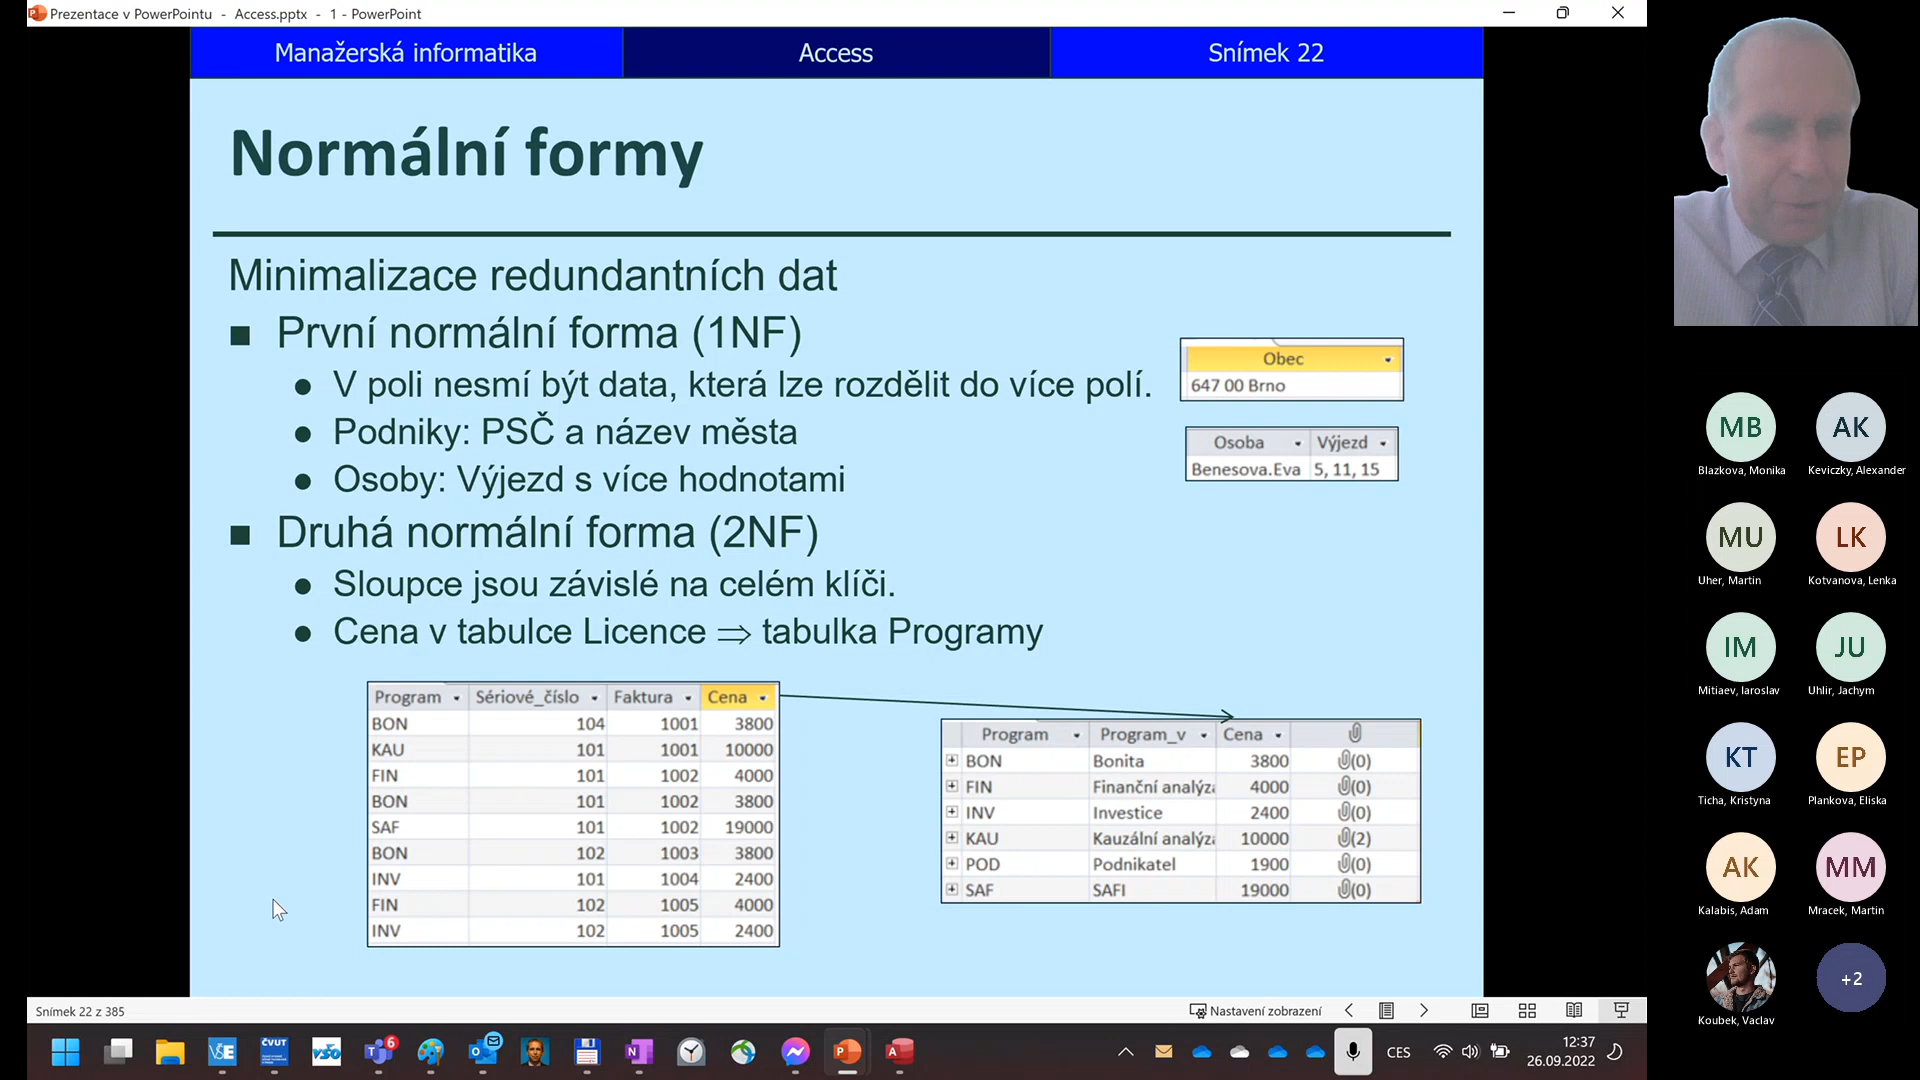 Prezentace v PowerPointu - Access.pptx - 1 - PowerPoint
Manažerská informatika
Access
Snímek 22
Normální formy
Minimalizace redundantních dat
První normální forma (1NF)
V poli nesmí být data, která lze rozdělit do více polí.
Podniky: PSČ a název města
Osoby: Výjezd s více hodnotami
Obec
647 00 Brno
Osoba Výjezd
Benesova.Eva 5, 11, 15
Druhá normální forma (2NF)
Sloupce jsou závislé na celém klíči.
Cena v tabulce Licence ⇒ tabulka Programy
Program Sériové_číslo Faktura Cena
BON 104 1001 3800
KAU 101 1001 10000
FIN 101 1002 4000
BON 101 1002 3800
SAF 101 1002 19000
BON 102 1003 3800
INV 101 1004 2400
FIN 102 1005 4000
INV 102 1005 2400
Program Program_v Cena
BON Bonita 3800 (0)
FIN Finanční analýz 4000 (0)
INV Investice 2400 (0)
KAU Kauzální analýz 10000 (2)
POD Podnikatel 1900 (0)
SAF SAFI 19000 (0)
MB AK
Blazkova, Monika Keviczky, Alexander
MU LK
Uher, Martin Kotvanova, Lenka
IM JU
Mitiaev, Iaroslav Uhlir, Jachym
KT EP
Ticha, Kristyna Plankova, Eliska
AK MM
Kalabis, Adam Mracek, Martin
+2
Koubek, Vaclav
Snímek 22 z 385
Nastavení zobrazení
VŠE
ČVUT
VŠO
6
CES
12:37
26.09.2022